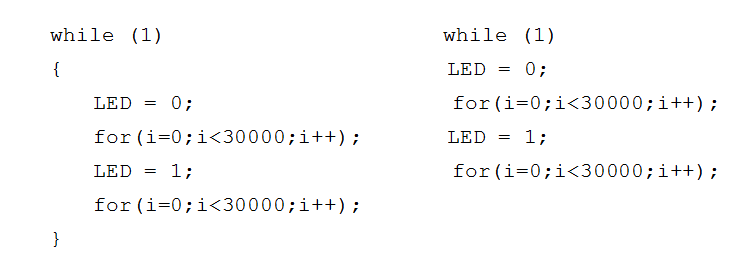 while (1)
{
LED = 0;
for(i=0;i<30000;i++);
LED = 1;
for(i=0;i<30000;i++);
}
while (1)
LED = 0;
for(i=0;i<30000;i++);
LED = 1;
for(i=0;i<30000;i++);